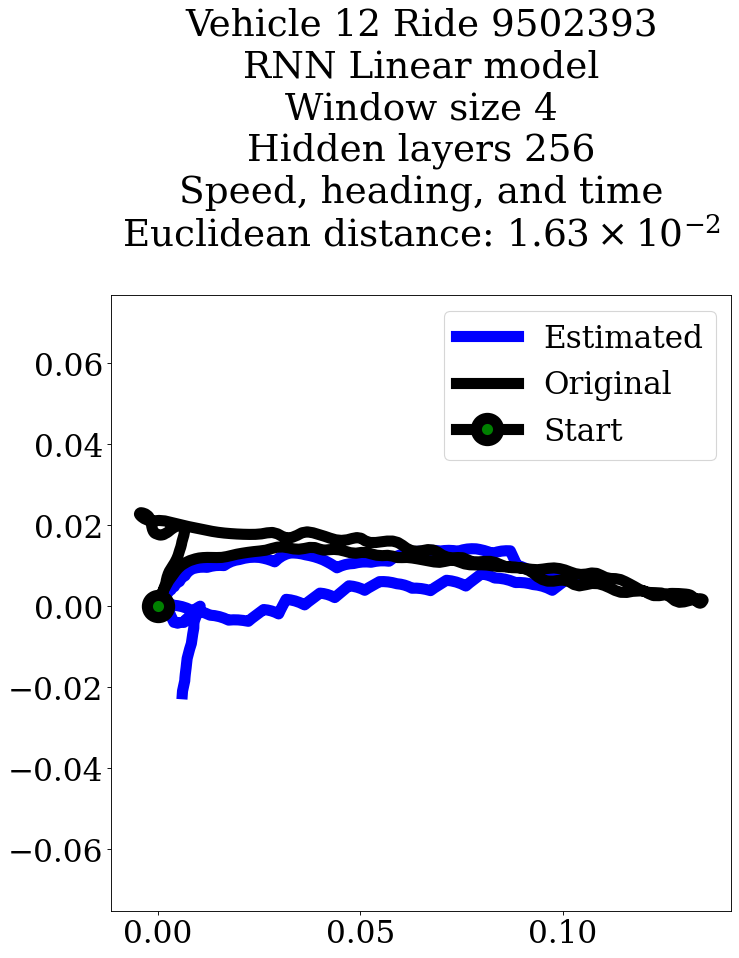 Vehicle 12 Ride 9502393
RNN Linear model
Window size 4
Hidden layers 256
Speed, heading, and time
Euclidean distance: 1.63 × 10⁻²
Estimated
Original
Start
0.06
0.04
0.02
0.00
−0.02
−0.04
−0.06
0.00 0.05 0.10